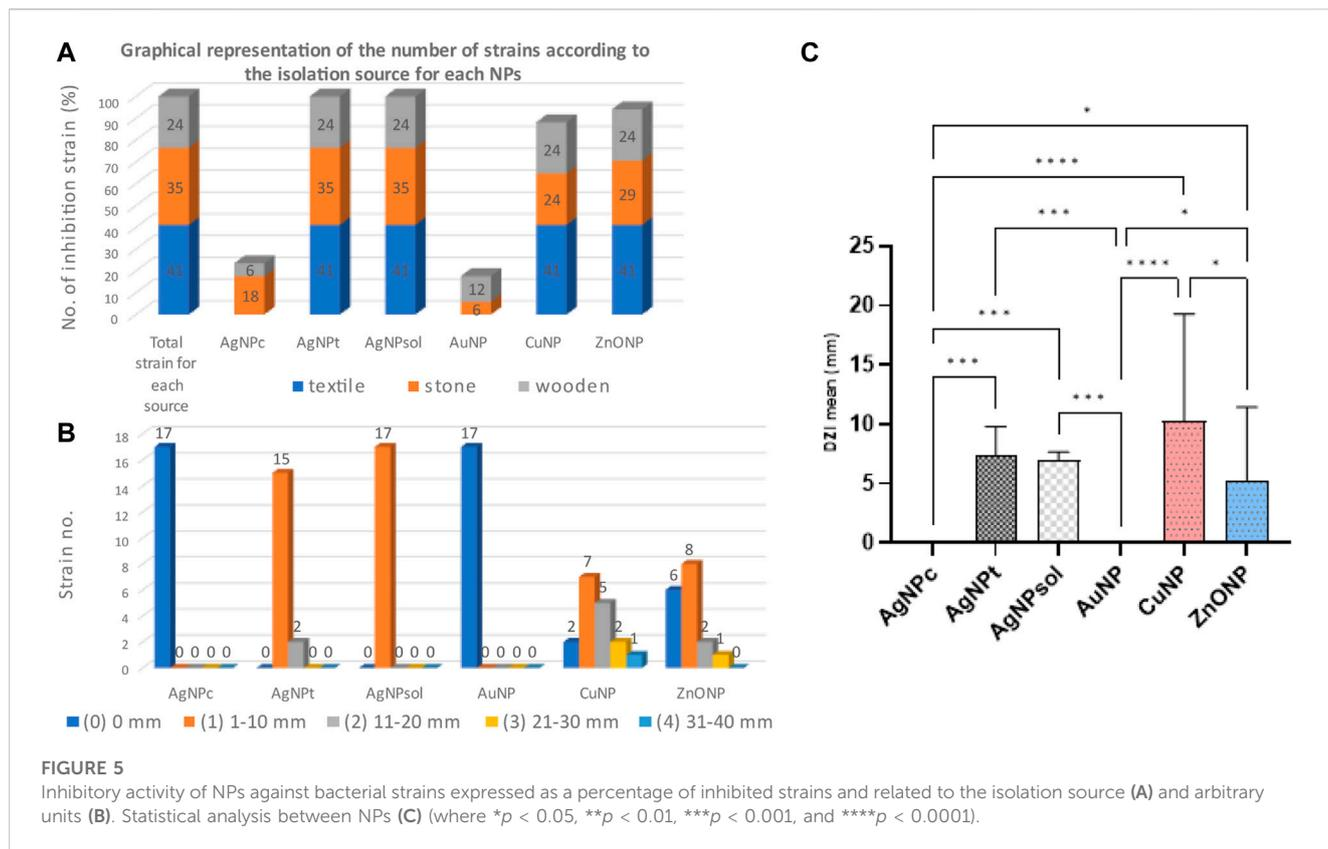 A
Graphical representation of the number of strains according to
the isolation source for each NPs
No. of inhibition strain (%)
100
90
80
70
60
50
40
30
20
10
0
24
35
41
6
18
24
35
41
24
35
41
12
6
24
24
41
24
29
41
Total
strain for
each
source
AgNPc
AgNPt
AgNPsol
AuNP
CuNP
ZnONP
textile
stone
wooden
B
Strain no.
18
16
14
12
10
8
6
4
2
0
17
0 0 0 0
0
15
2
0 0
0
17
0 0 0
17
0 0 0 0
2
7
5
2
1
6
8
2
1
0
AgNPc
AgNPt
AgNPsol
AuNP
CuNP
ZnONP
(0) 0 mm
(1) 1-10 mm
(2) 11-20 mm
(3) 21-30 mm
(4) 31-40 mm
C
DZI mean (mm)
25
20
15
10
5
0
*
****
***
*
****
*
***
***
***
AgNPc
AgNPt
AgNPsol
AuNP
CuNP
ZnONP
FIGURE 5
Inhibitory activity of NPs against bacterial strains expressed as a percentage of inhibited strains and related to the isolation source (A) and arbitrary
units (B). Statistical analysis between NPs (C) (where *p < 0.05, **p < 0.01, ***p < 0.001, and ****p < 0.0001).